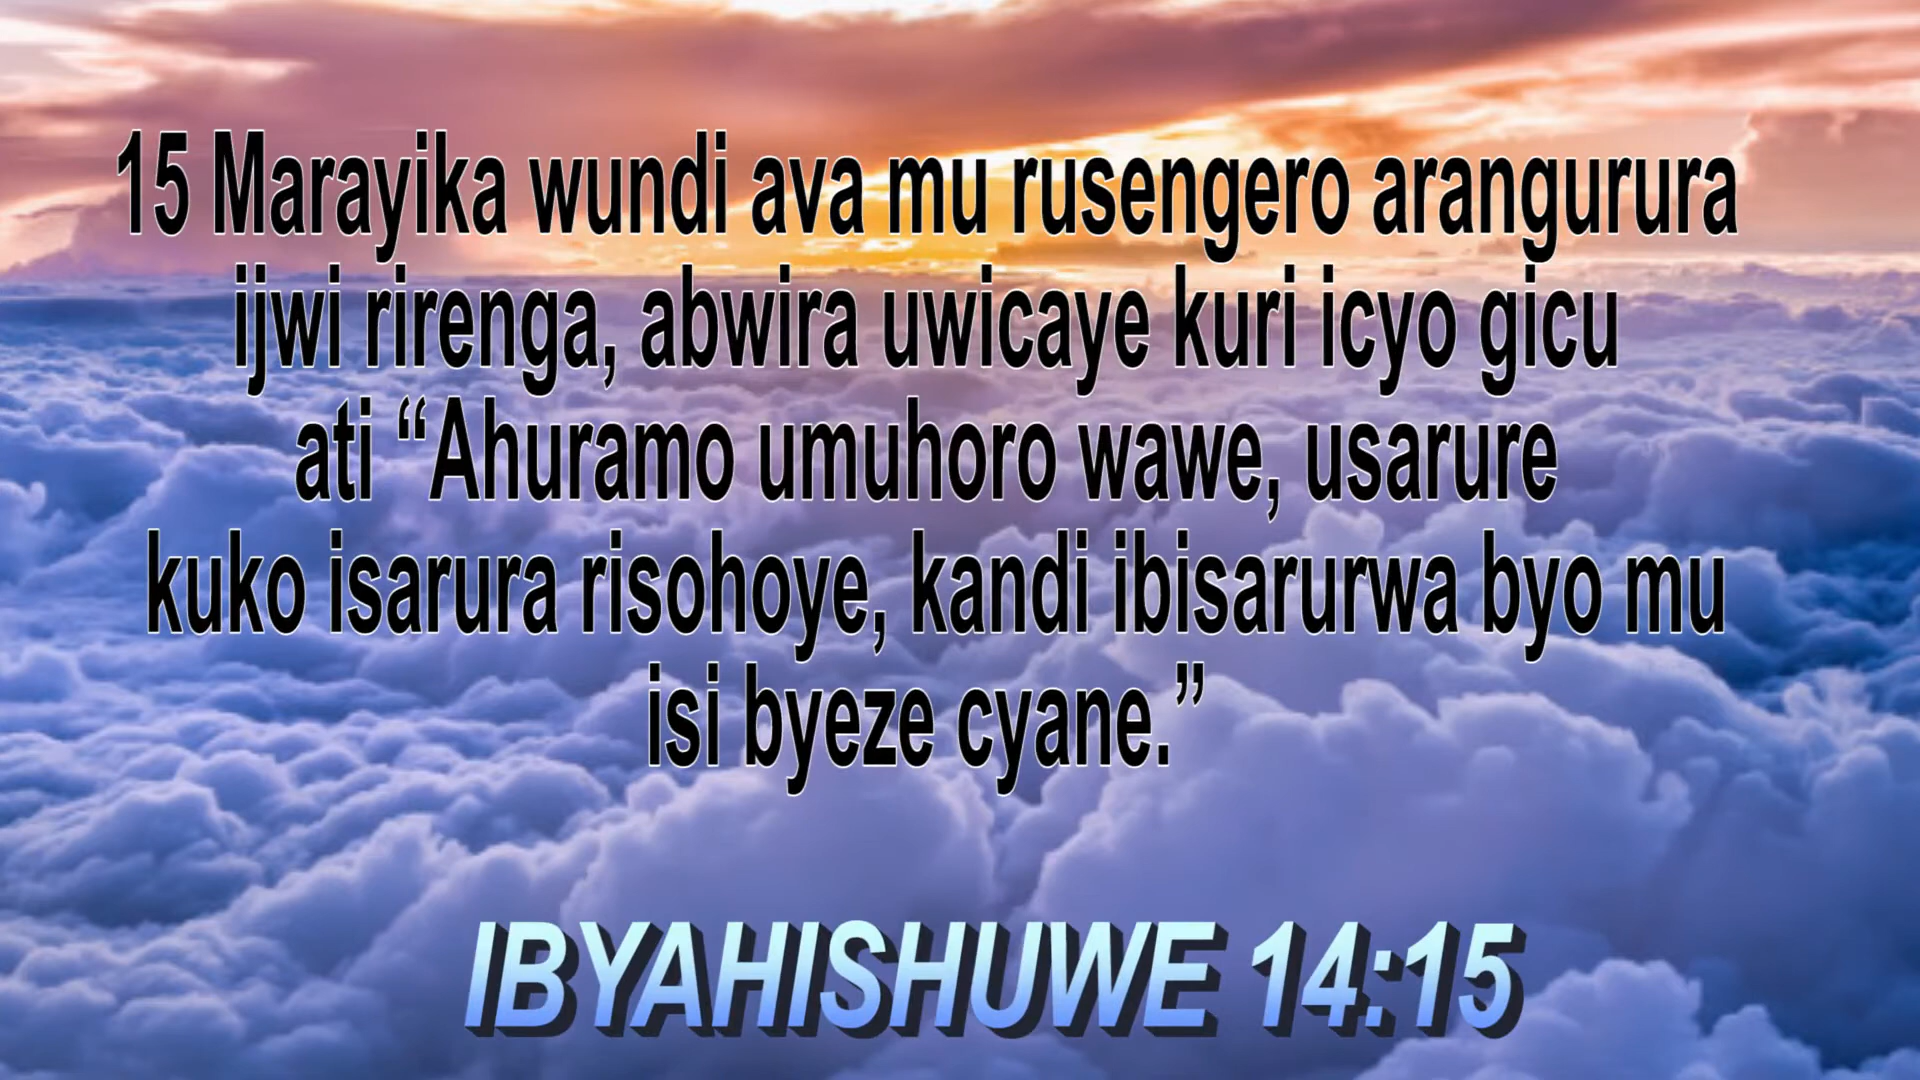 15 Marayika wundi ava mu rusengero arangurura
ijwi rirenga, abwira uwicaye kuri icyo gicu
ati “Ahuramo umuhoro wawe, usarure
kuko isarura risohoye, kandi ibisarurwa byo mu
isi byeze cyane.”
IBYAHISHUWE 14:15